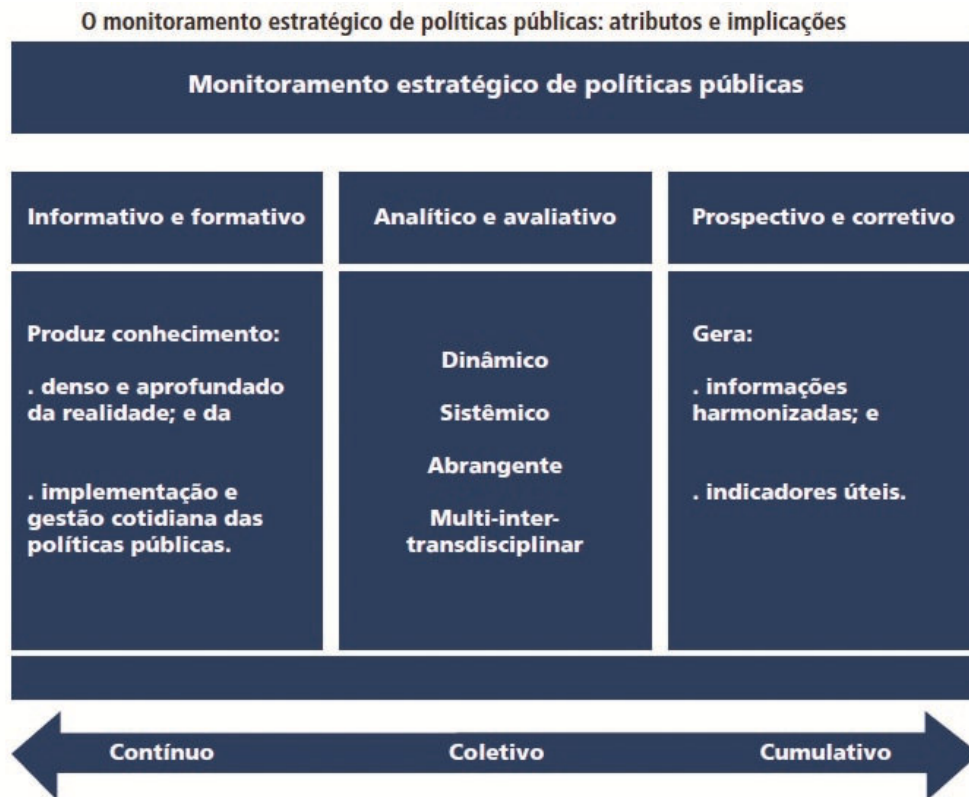 O monitoramento estratégico de políticas públicas: atributos e implicações
Monitoramento estratégico de políticas públicas
Informativo e formativo
Analítico e avaliativo
Prospectivo e corretivo
Produz conhecimento:
. denso e aprofundado
da realidade; e da
. implementação e
gestão cotidiana das
políticas públicas.
Dinâmico
Sistêmico
Abrangente
Multi-inter-
transdisciplinar
Gera:
. informações
harmonizadas; e
. indicadores úteis.
Contínuo
Coletivo
Cumulativo